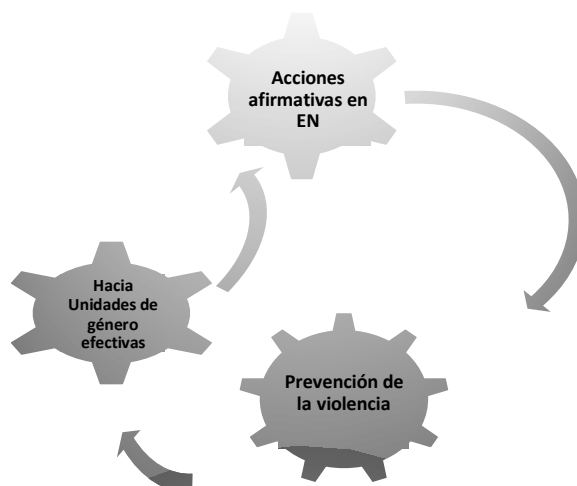 Acciones
afirmativas en
EN
Hacia
Unidades de
género
efectivas
Prevención de
la violencia